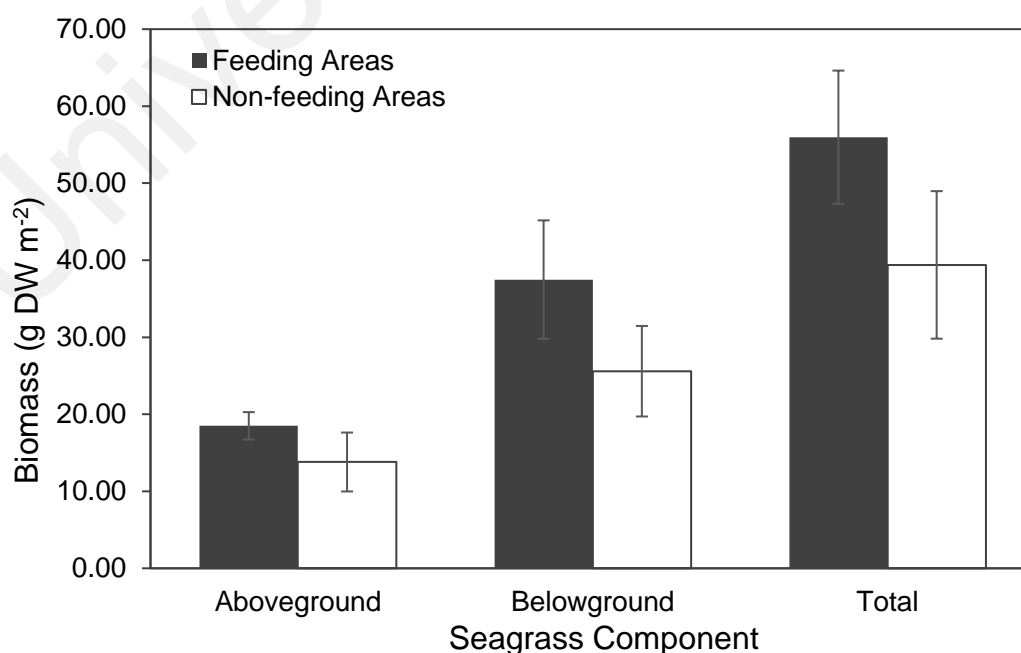 70.00
60.00
50.00
40.00
30.00
20.00
10.00
0.00
Biomass (g DW m⁻²)
Feeding Areas
Non-feeding Areas
Aboveground Belowground Total
Seagrass Component